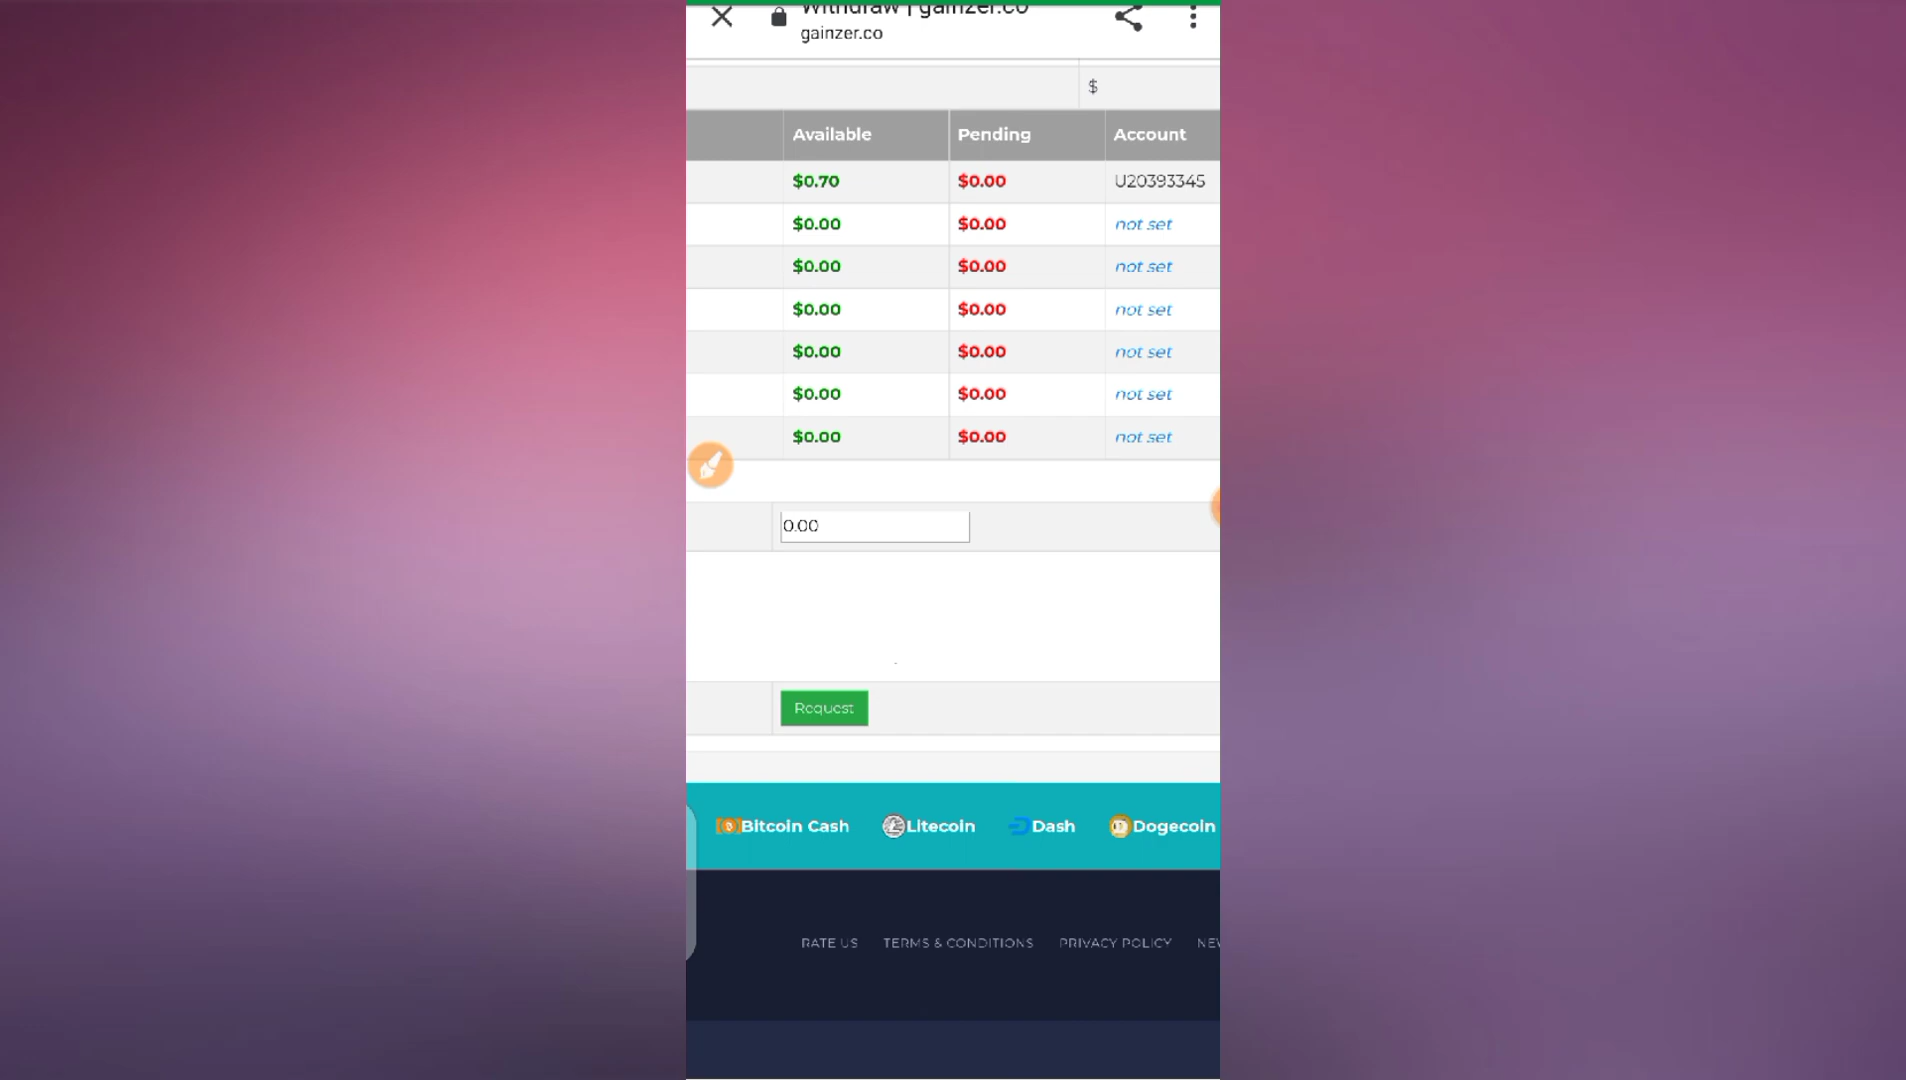 Withdraw | gainzer.co
gainzer.co
$
Available Pending Account
$0.70 $0.00 U20393345
$0.00 $0.00 not set
$0.00 $0.00 not set
$0.00 $0.00 not set
$0.00 $0.00 not set
$0.00 $0.00 not set
$0.00 $0.00 not set
0.00
Request
Bitcoin Cash Litecoin Dash Dogecoin
RATE US TERMS & CONDITIONS PRIVACY POLICY